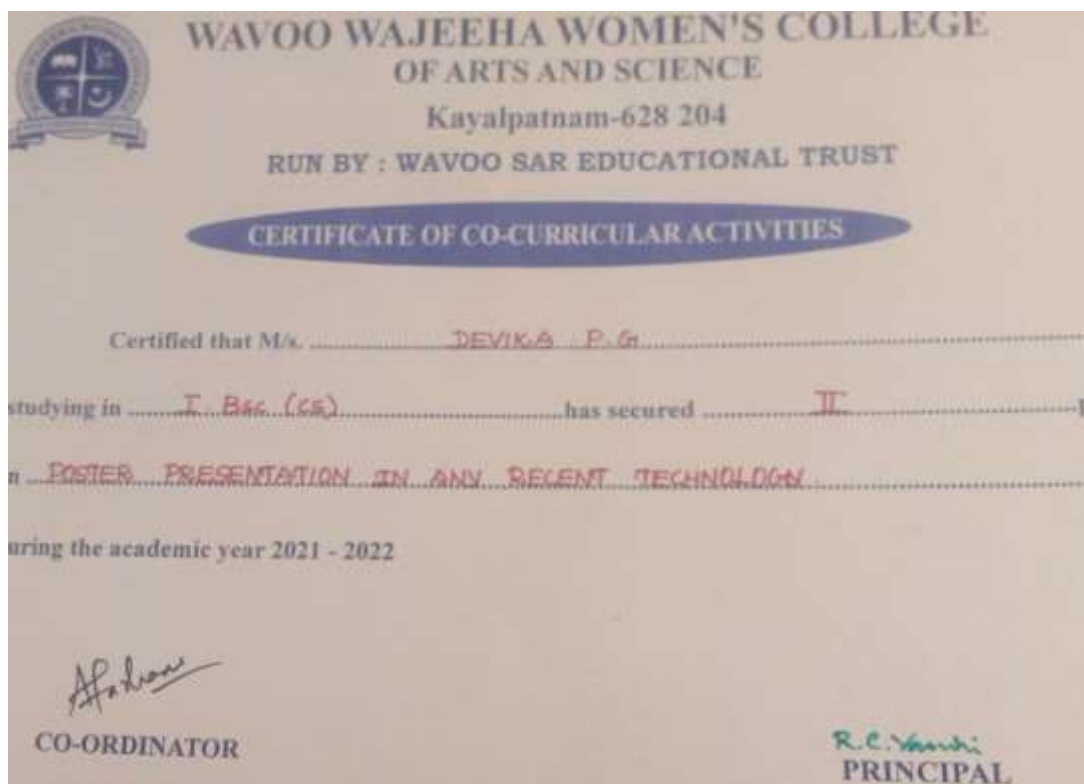 WAVOO WAJEEHA WOMEN'S COLLEGE
OF ARTS AND SCIENCE
Kayalpatnam-628 204
RUN BY : WAVOO SAR EDUCATIONAL TRUST
CERTIFICATE OF CO-CURRICULAR ACTIVITIES
Certified that M/s. DEVIKA P.G
studying in I BSc (CS) has secured II
n POSTER PRESENTATION IN ANY RECENT TECHNOLOGY
uring the academic year 2021 - 2022
CO-ORDINATOR
R.C.
PRINCIPAL